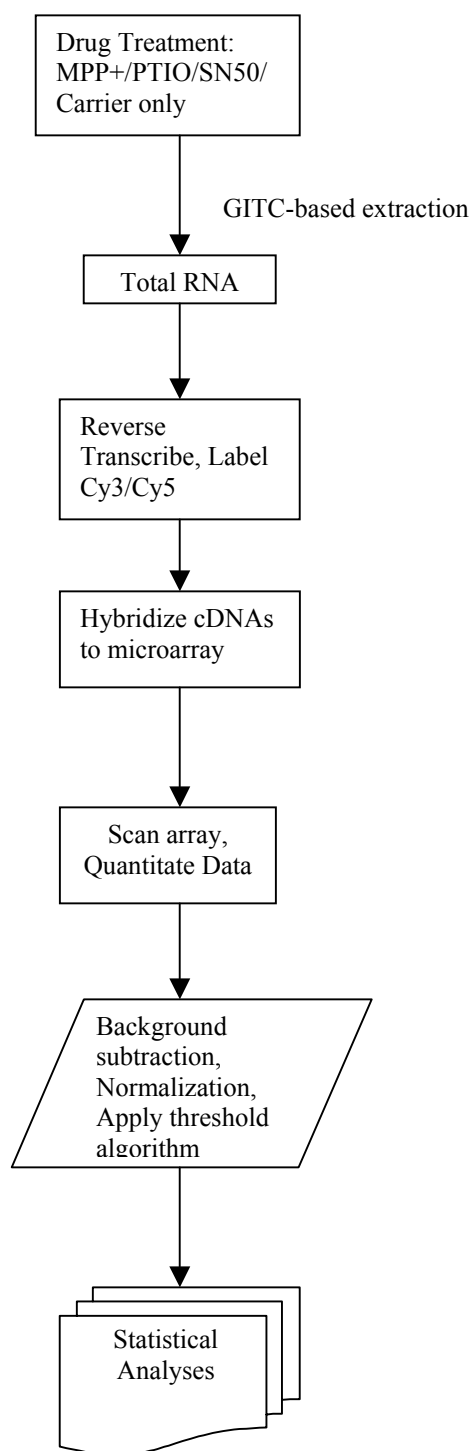 Drug Treatment:
MPP+/PTIO/SN50/
Carrier only
GITC-based extraction
Total RNA
Reverse
Transcribe, Label
Cy3/Cy5
Hybridize cDNAs
to microarray
Scan array,
Quantitate Data
Background
subtraction,
Normalization,
Apply threshold
algorithm
Statistical
Analyses